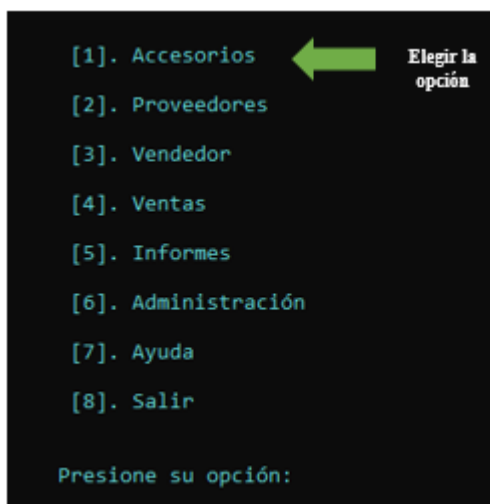 [1]. Accesorios
Elegir la
opción
[2]. Proveedores
[3]. Vendedor
[4]. Ventas
[5]. Informes
[6]. Administración
[7]. Ayuda
[8]. Salir
Presione su opción: